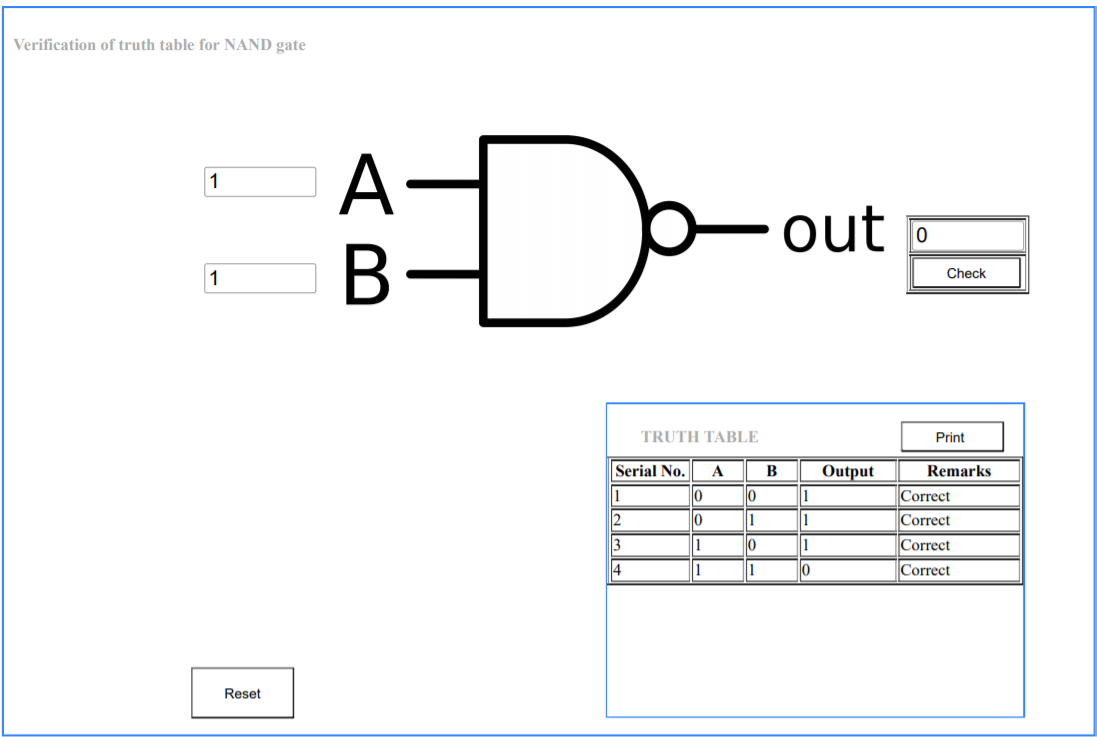 Verification of truth table for NAND gate
1
A
1
B
out
0
Check
TRUTH TABLE
Print
Serial No. A B Output Remarks
1 0 0 1 Correct
2 0 1 1 Correct
3 1 0 1 Correct
4 1 1 0 Correct
Reset